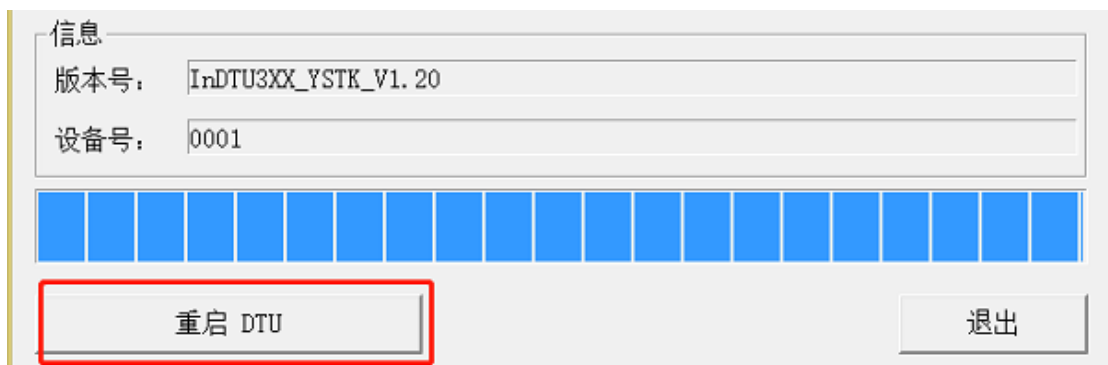 信息
版本号: InDTU3XX_YSTK_V1.20
设备号: 0001
重启 DTU
退出